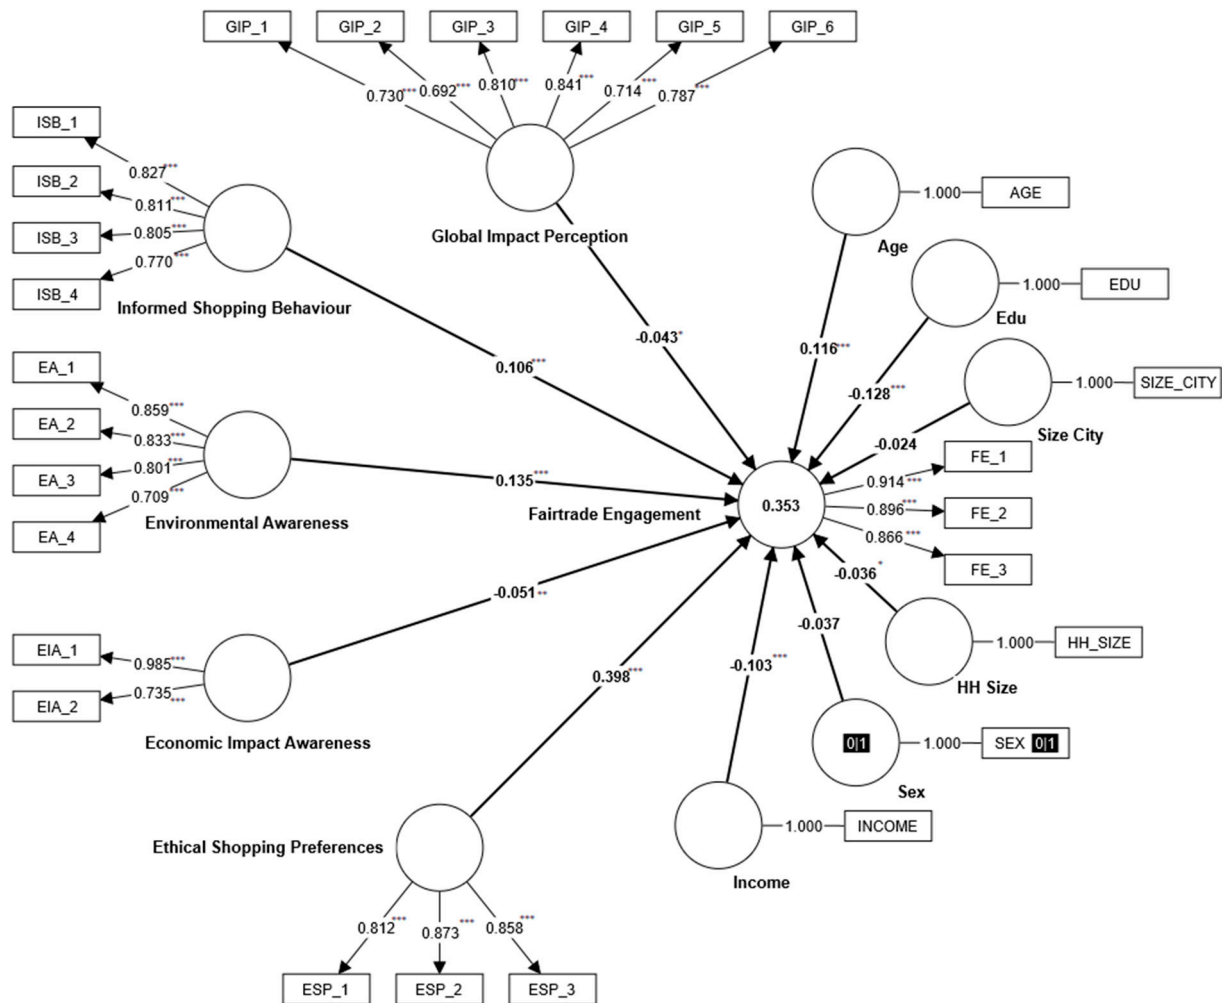 GIP_1 GIP_2 GIP_3 GIP_4 GIP_5 GIP_6
0.730*** 0.692*** 0.810*** 0.841*** 0.714*** 0.787***
Global Impact Perception
ISB_1
ISB_2
ISB_3
ISB_4
0.827***
0.811***
0.805***
0.770***
Informed Shopping Behaviour
EA_1
EA_2
EA_3
EA_4
0.859***
0.833***
0.801***
0.709***
Environmental Awareness
EIA_1
EIA_2
0.985***
0.735***
Economic Impact Awareness
Ethical Shopping Preferences
0.812*** 0.873*** 0.858***
ESP_1 ESP_2 ESP_3
-0.043*
0.106***
0.135***
-0.051**
0.398***
Fairtrade Engagement
0.353
0.914***
0.896***
0.866***
FE_1
FE_2
FE_3
1.000 AGE
Age
0.116***
1.000 EDU
Edu
-0.128***
1.000 SIZE_CITY
Size City
-0.024
-0.036*
1.000 HH_SIZE
HH Size
-0.037
0|1 1.000 SEX 0|1
Sex
-0.103***
1.000 INCOME
Income